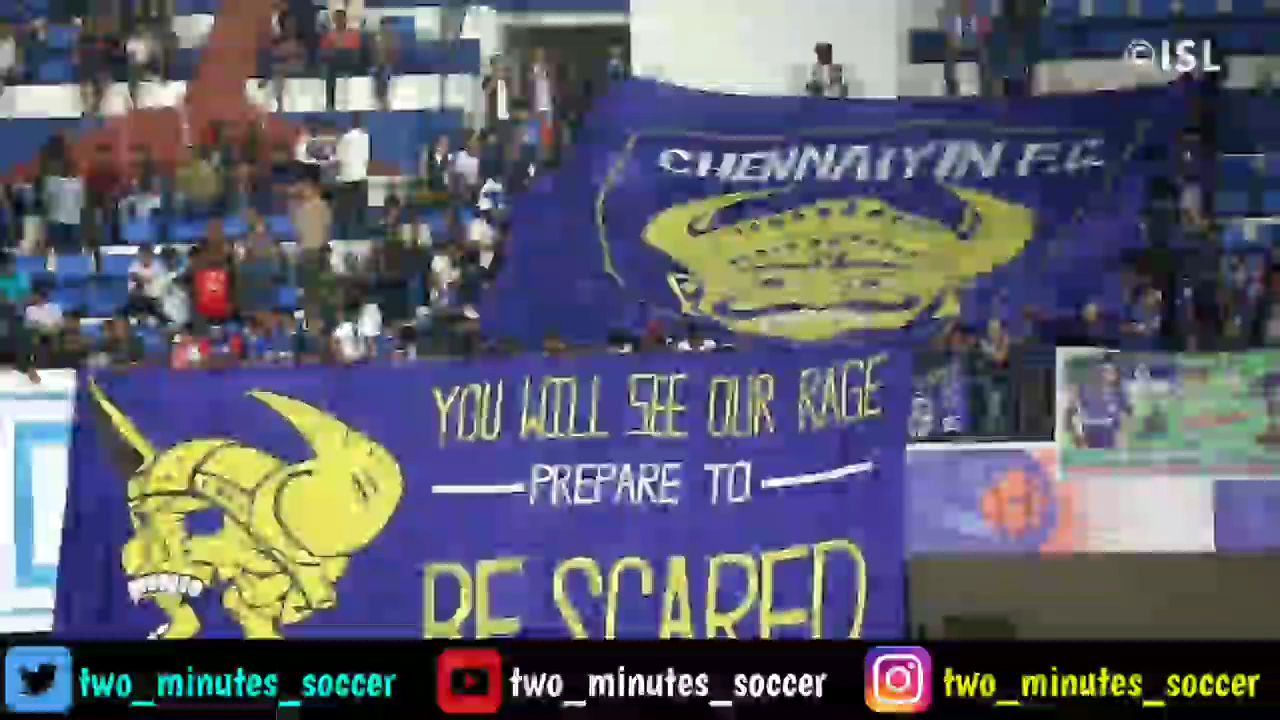 ©ISL
CHENNAIYIN F.C
YOU WILL SEE OUR RAGE
PREPARE TO
BE SCARED
two_minutes_soccer
two_minutes_soccer
two_minutes_soccer